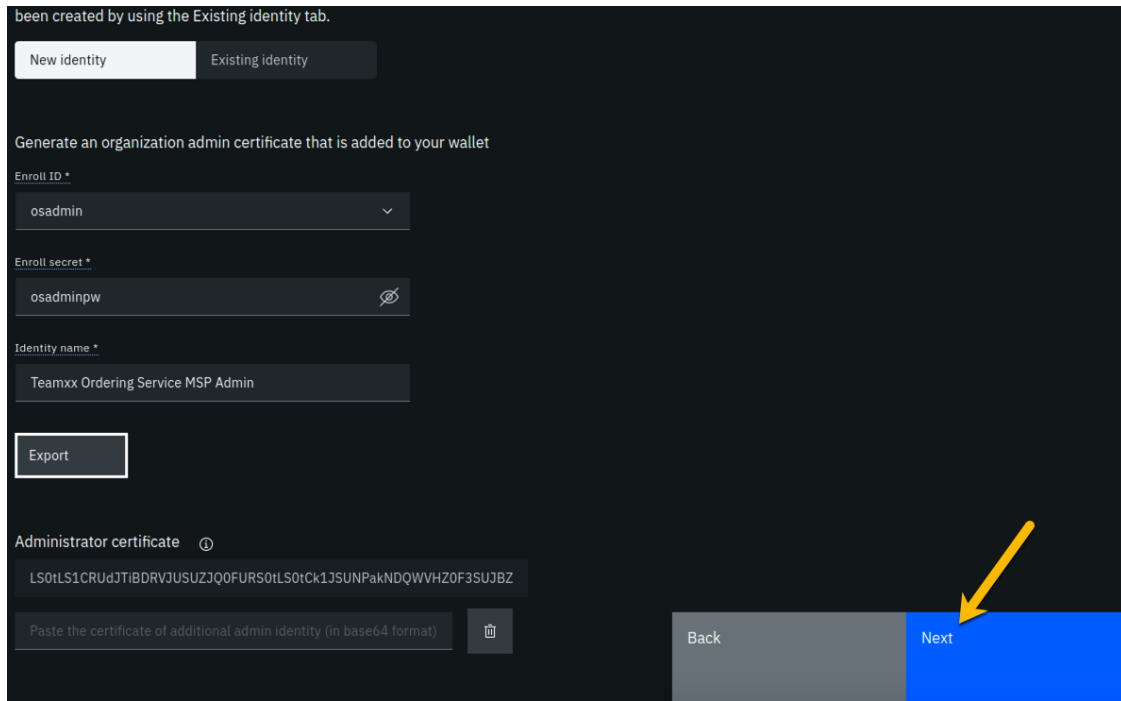 been created by using the Existing identity tab.
New identity
Existing identity
Generate an organization admin certificate that is added to your wallet
Enroll ID *
osadmin
Enroll secret *
osadminpw
Identity name *
Teamxx Ordering Service MSP Admin
Export
Administrator certificate
LS0tLS1CRUdJTiBDRVJUSUZJQ0FURS0tLS0tCk1JSUNPakNDQWVHZ0F3SUJBZ
Paste the certificate of additional admin identity (in base64 format)
Back
Next